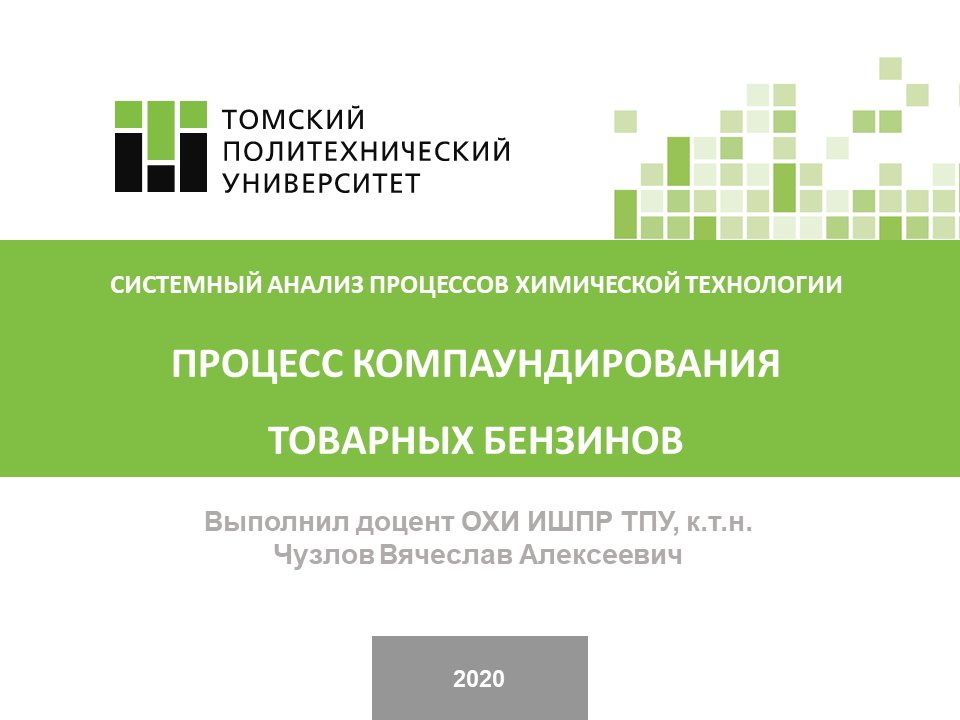 ТОМСКИЙ
ПОЛИТЕХНИЧЕСКИЙ
УНИВЕРСИТЕТ
СИСТЕМНЫЙ АНАЛИЗ ПРОЦЕССОВ ХИМИЧЕСКОЙ ТЕХНОЛОГИИ
ПРОЦЕСС КОМПАУНДИРОВАНИЯ
ТОВАРНЫХ БЕНЗИНОВ
Выполнил доцент ОХИ ИШПР ТПУ, к.т.н.
Чузлов Вячеслав Алексеевич
2020